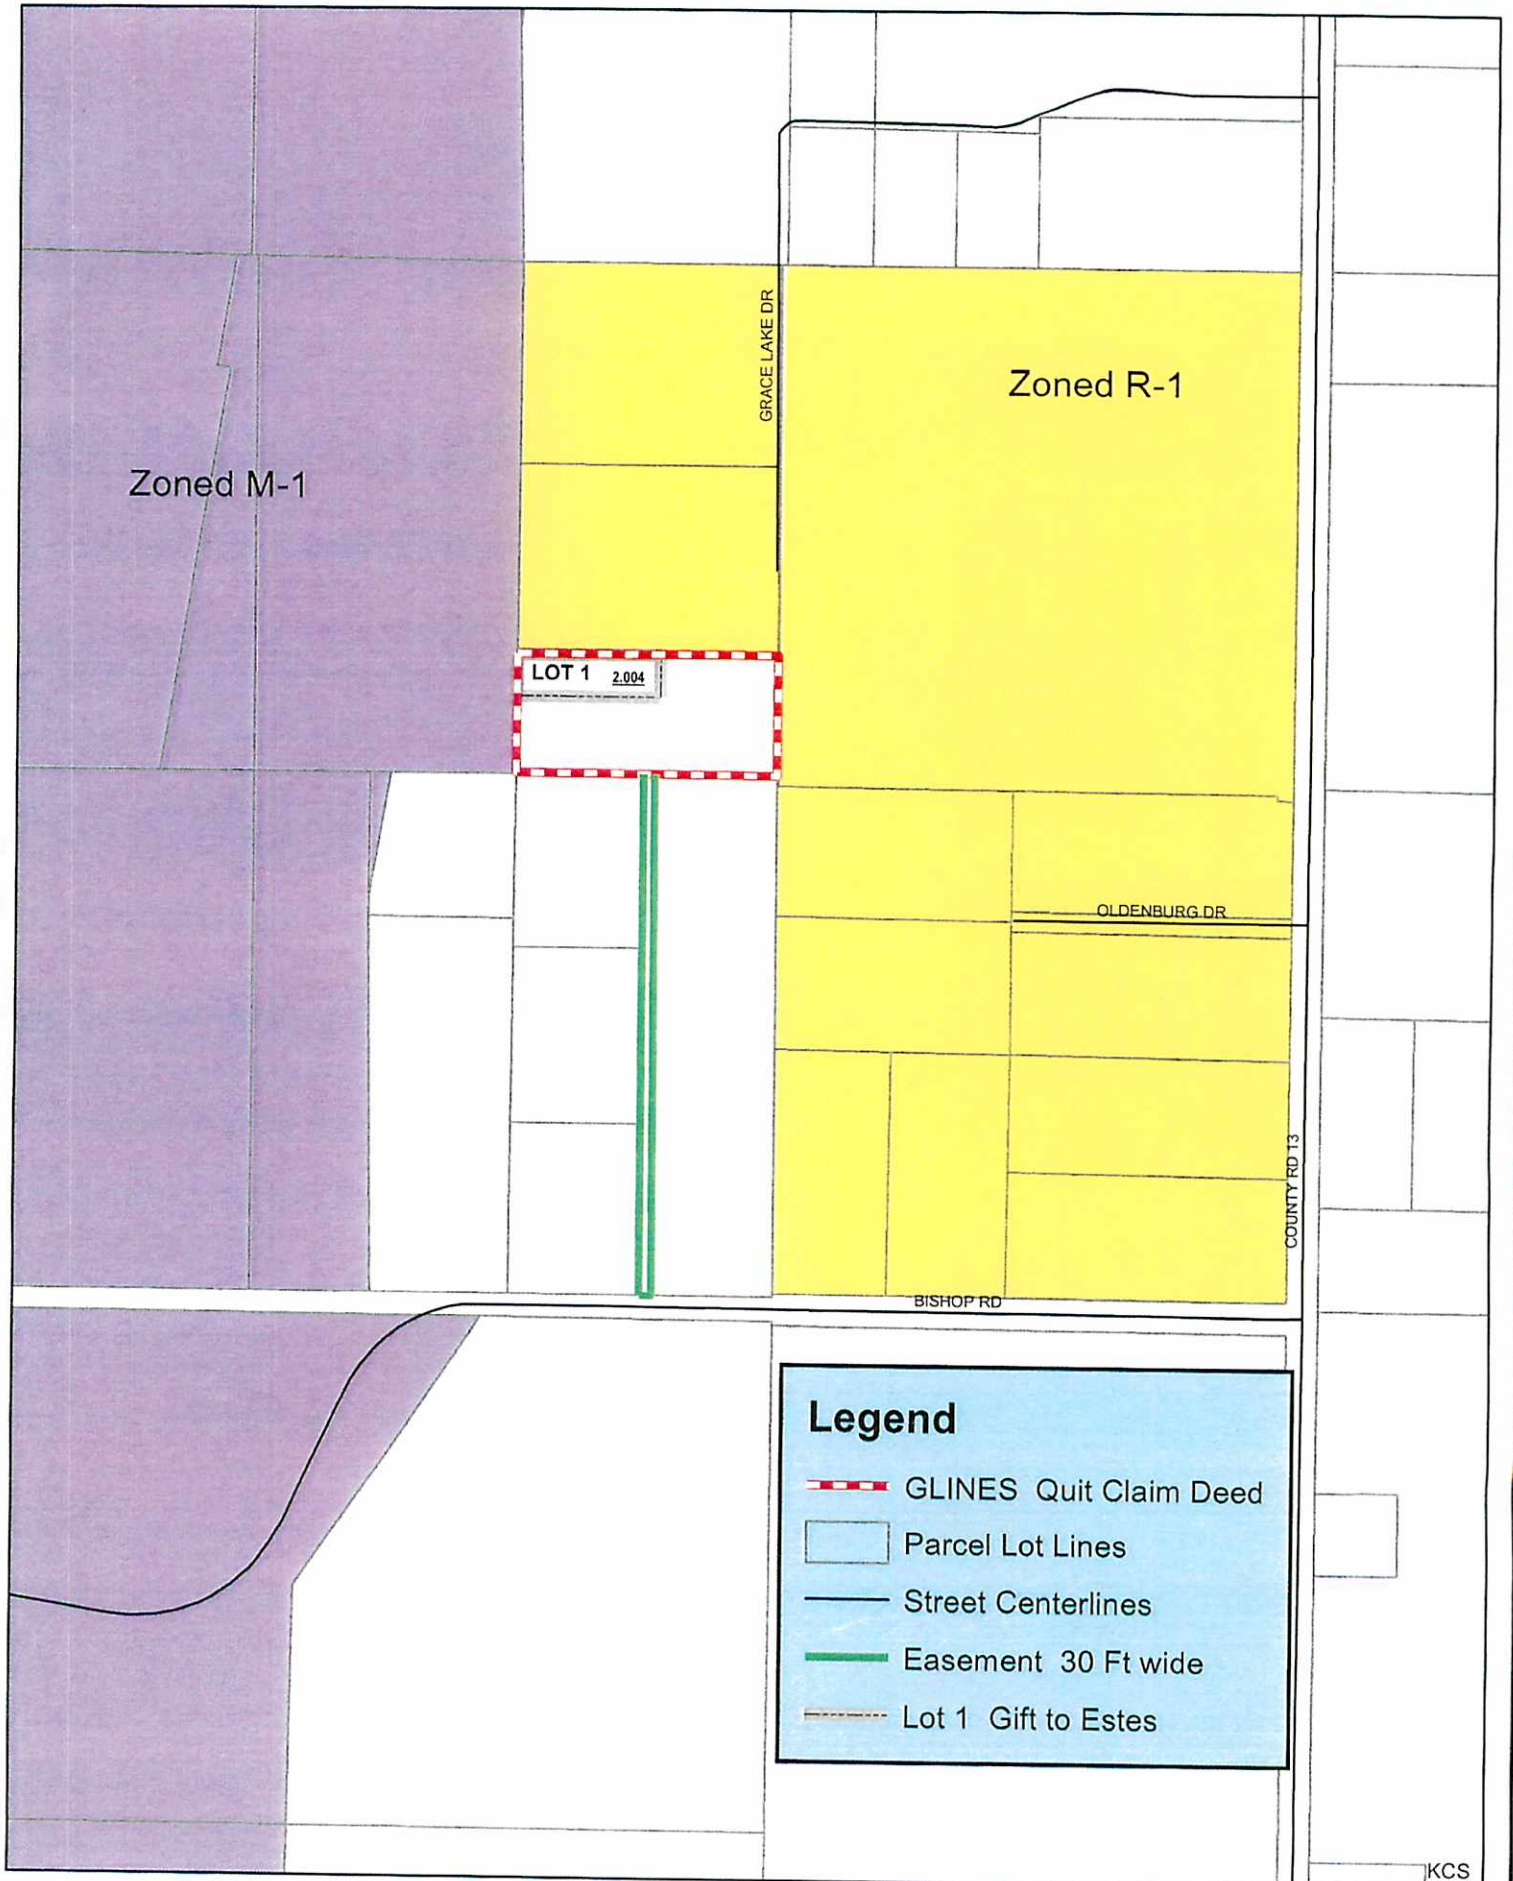 GRACE LAKE DR
Zoned R-1
Zoned M-1
LOT 1 2.004
OLDENBURG DR
COUNTY RD 13
BISHOP RD
Legend
GLINES Quit Claim Deed
Parcel Lot Lines
Street Centerlines
Easement 30 Ft wide
Lot 1 Gift to Estes
KCS